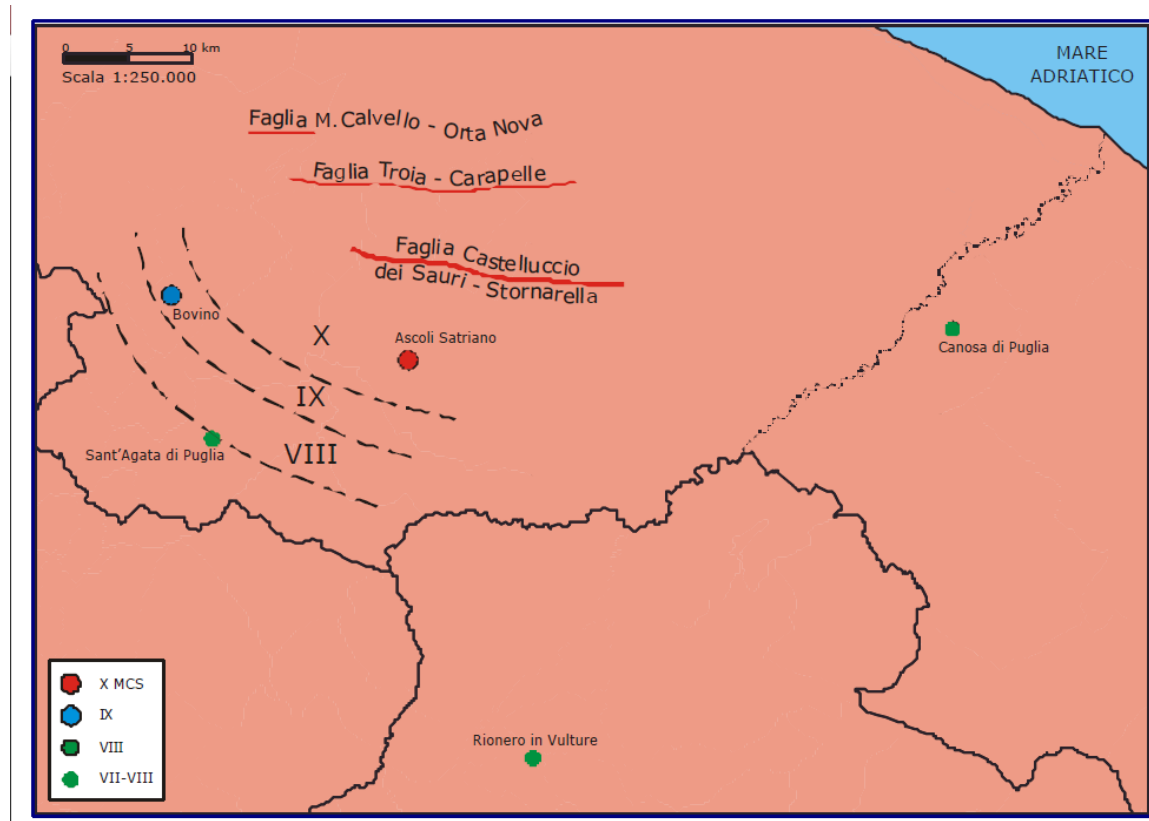 0 5 10 km
Scala 1:250.000
MARE
ADRIATICO
Faglia M. Calvello - Orta Nova
Faglia Troia - Carapelle
Faglia Castelluccio
dei Sauri - Stornarella
Bovino
X
Ascoli Satriano
Canosa di Puglia
IX
VIII
Sant'Agata di Puglia
Rionero in Vulture
X MCS
IX
VIII
VII-VIII